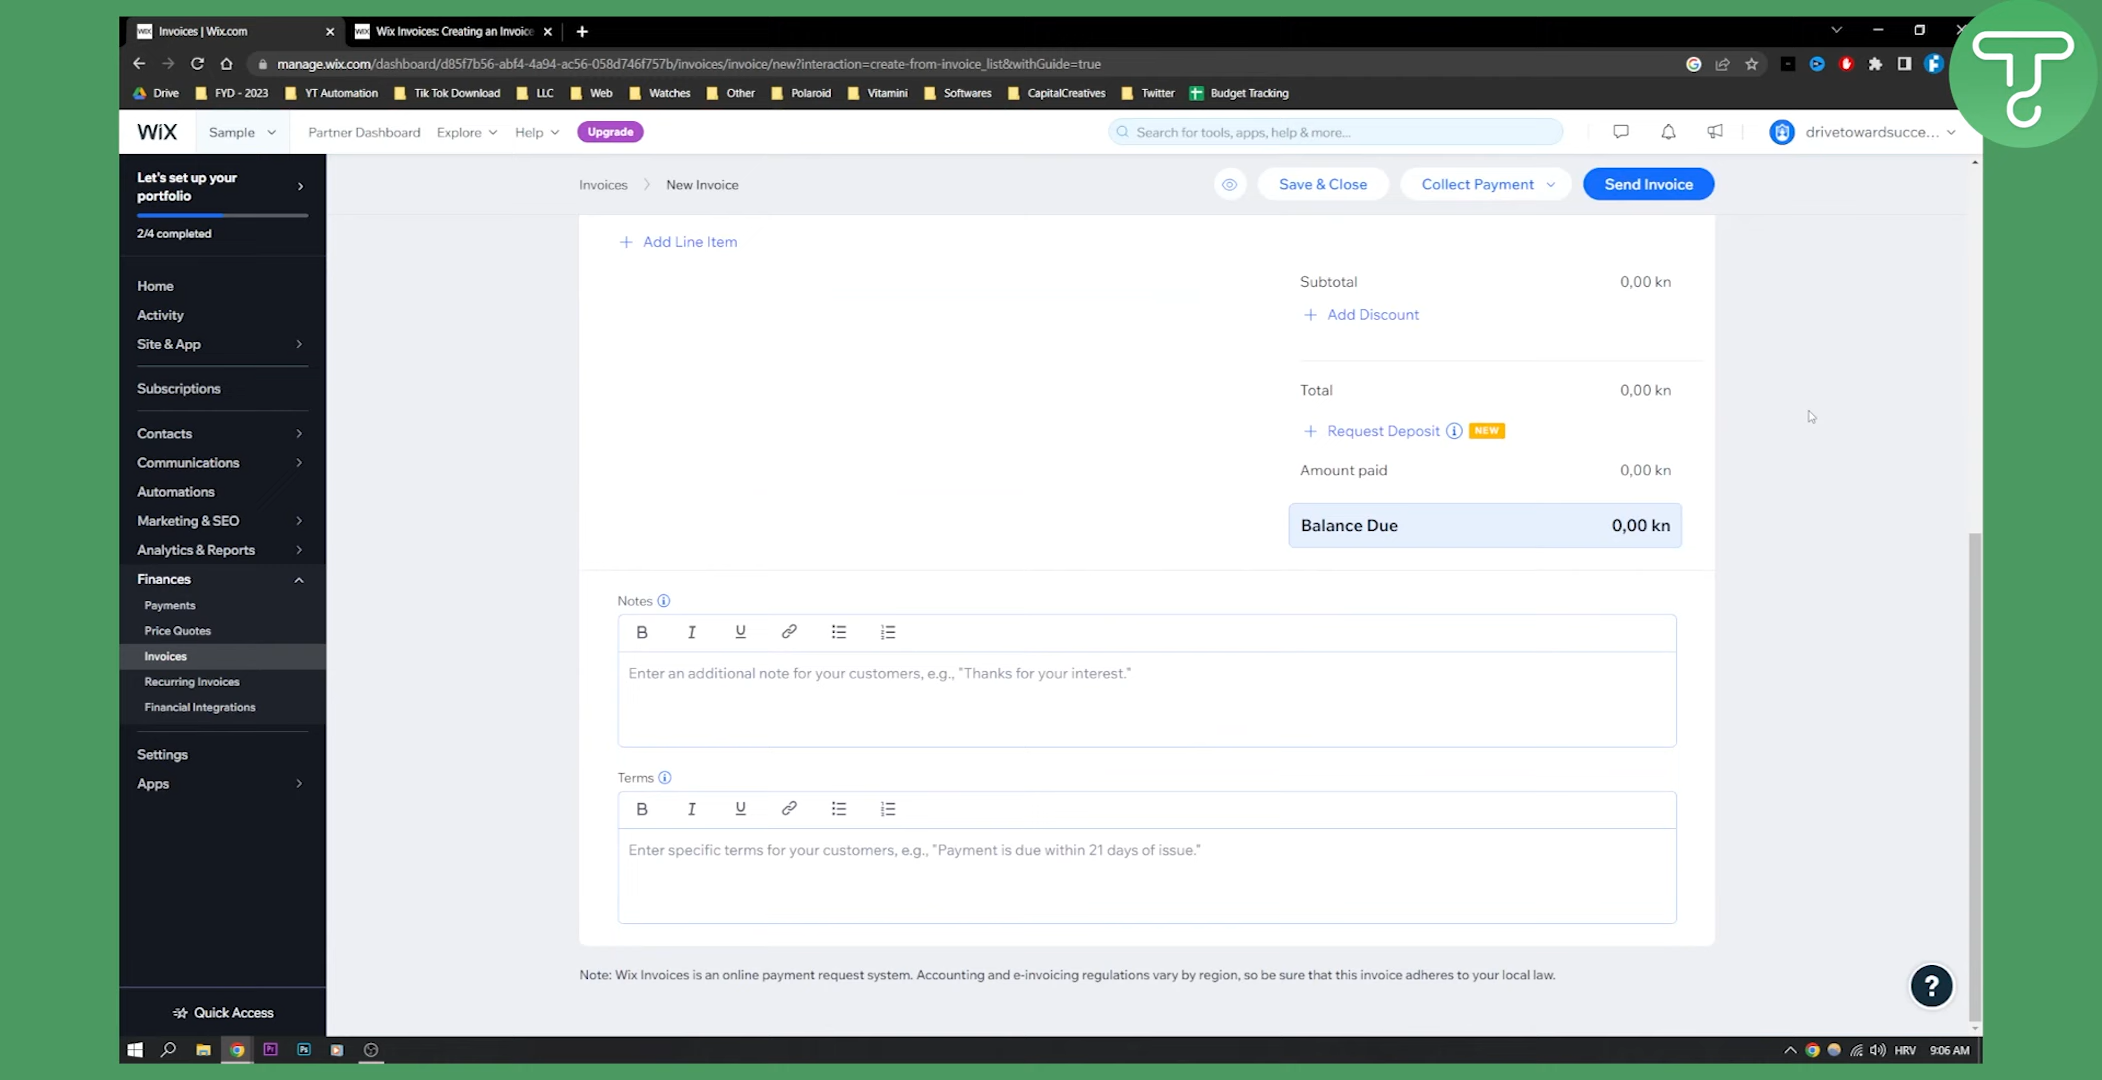 Invoices | Wix.com
Wix Invoices: Creating an Invoice
manage.wix.com/dashboard/d85f7b56-abf4-4a94-ac56-058d746f757b/invoices/invoice/new?interaction=create-from-invoice_list&withGuide=true
Drive FYD - 2023 YT Automation Tik Tok Download LLC Web Watches Other Polaroid Vitamini Softwares CapitalCreatives Twitter Budget Tracking
WiX Sample Partner Dashboard Explore Help Upgrade Search for tools, apps, help & more... drivetowardsucce...
Let's set up your
portfolio
2/4 completed
Home
Activity
Site & App
Subscriptions
Contacts
Communications
Automations
Marketing & SEO
Analytics & Reports
Finances
Payments
Price Quotes
Invoices
Recurring Invoices
Financial Integrations
Settings
Apps
Quick Access
Invoices New Invoice Save & Close Collect Payment Send Invoice
Add Line Item
Subtotal 0,00 kn
Add Discount
Total 0,00 kn
Request Deposit NEW
Amount paid 0,00 kn
Balance Due 0,00 kn
Notes
B I U
Enter an additional note for your customers, e.g., "Thanks for your interest."
Terms
B I U
Enter specific terms for your customers, e.g., "Payment is due within 21 days of issue."
Note: Wix Invoices is an online payment request system. Accounting and e-invoicing regulations vary by region, so be sure that this invoice adheres to your local law.
?
Pr Ps HRV 9:06 AM